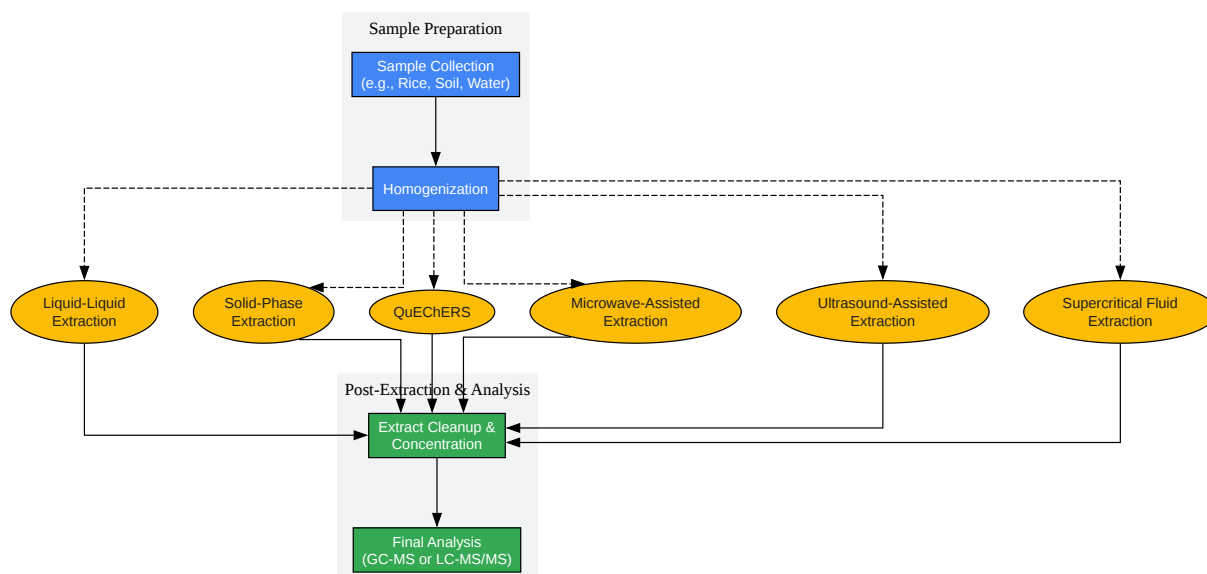 Sample Preparation
Sample Collection
(e.g., Rice, Soil, Water)
Homogenization
Liquid-Liquid
Extraction
Solid-Phase
Extraction
QuEChERS
Microwave-Assisted
Extraction
Ultrasound-Assisted
Extraction
Supercritical Fluid
Extraction
Post-Extraction & Analysis
Extract Cleanup &
Concentration
Final Analysis
(GC-MS or LC-MS/MS)